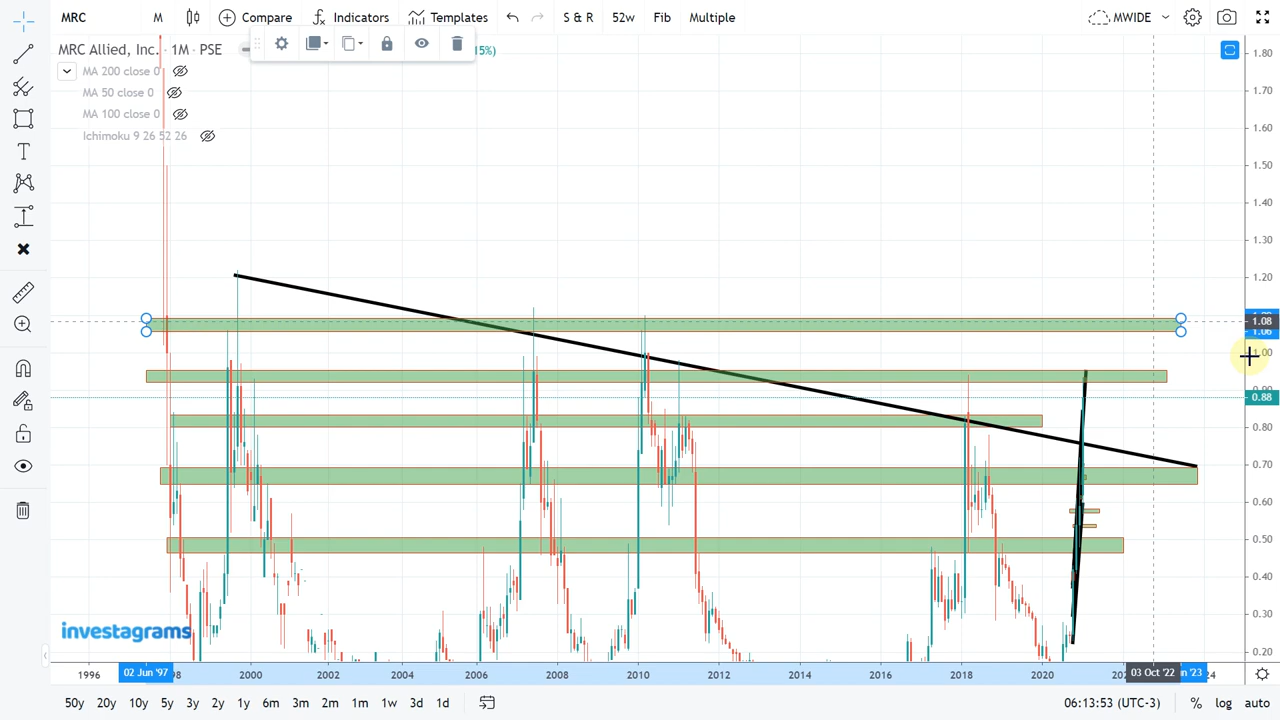 MRC M Compare Indicators Templates S & R 52w Fib Multiple MWIDE
MRC Allied, Inc. 1M PSE 15%)
MA 200 close 0
MA 50 close 0
MA 100 close 0
Ichimoku 9 26 52 26
1.80
1.70
1.60
1.50
1.40
1.30
1.20
1.08
1.06
1.00
0.88
0.80
0.70
0.60
0.50
0.40
0.30
0.20
investagrams
1996 02 Jun '97 2000 2002 2004 2006 2008 2010 2012 2014 2016 2018 2020 03 Oct '22
50y 20y 10y 5y 3y 2y 1y 6m 3m 2m 1m 1w 3d 1d 06:13:53 (UTC-3) % log auto